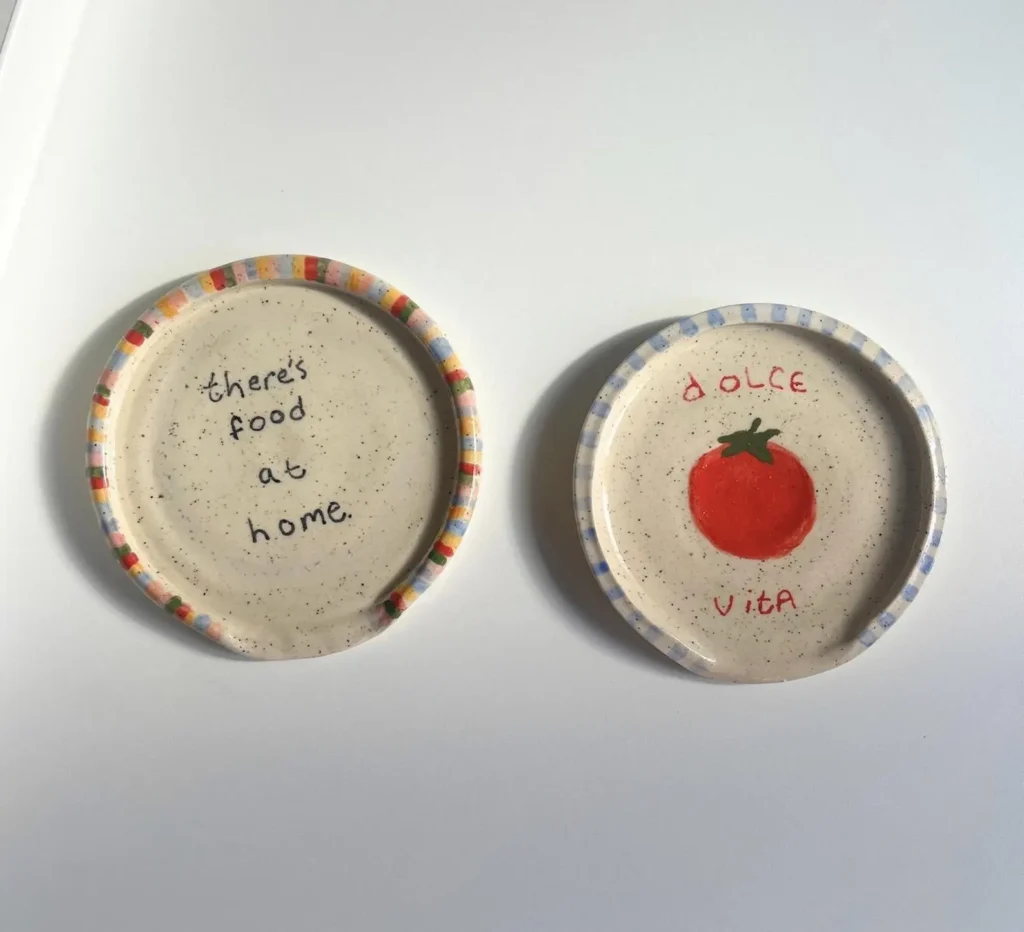 there's
food
at
home.
dOLCE
VitA